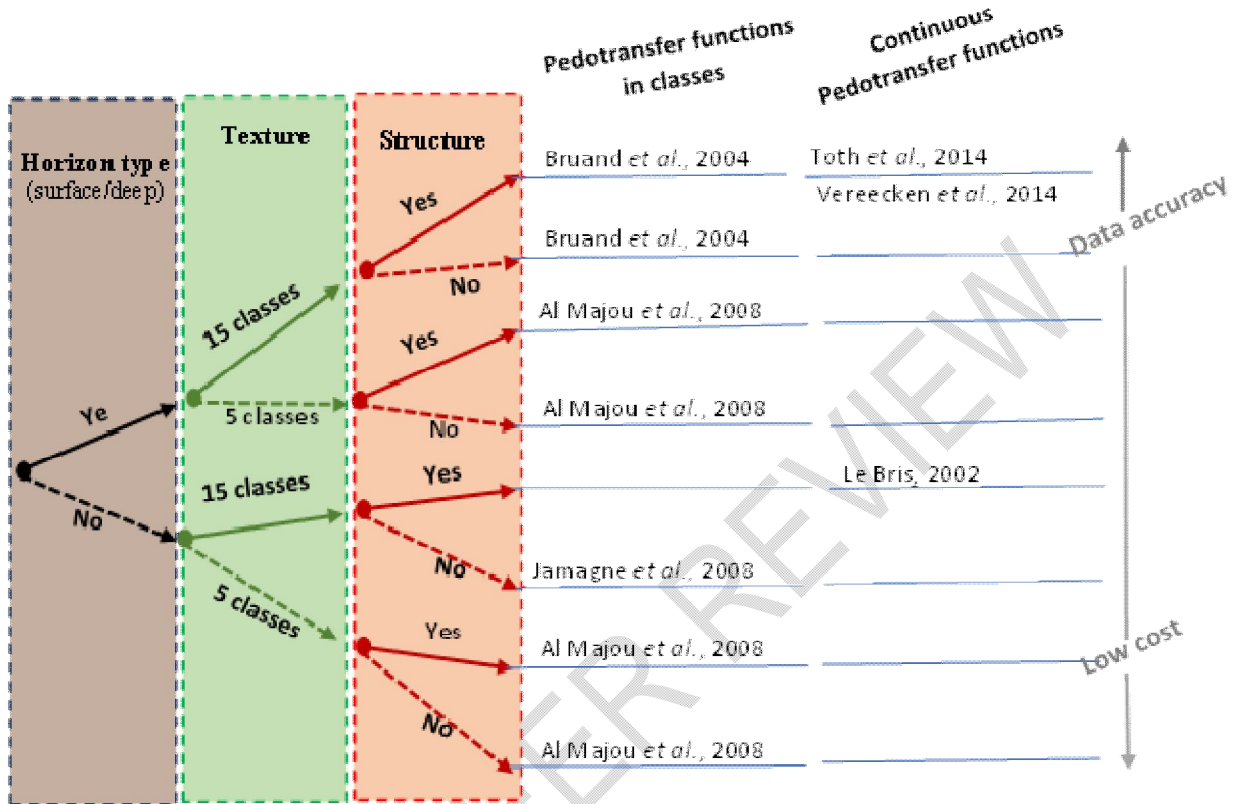 Pedotransfer functions
in classes
Continuous
Pedotransfer functions
Horizon type
(surface/deep)
Texture
Structure
Ye
No
15 classes
5 classes
15 classes
5 classes
Yes
No
Yes
No
Yes
No
Yes
No
Bruand et al., 2004
Toth et al., 2014
Vereecken et al., 2014
Bruand et al., 2004
Al Majou et al., 2008
Al Majou et al., 2008
Le Bris, 2002
Jamagne et al., 2008
Al Majou et al., 2008
Al Majou et al., 2008
Data accuracy
Low cost
ER REVIEW